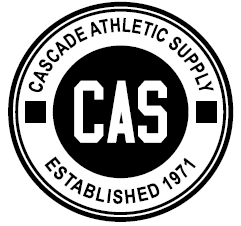 CASCADE ATHLETIC SUPPLY
CAS
ESTABLISHED 1971